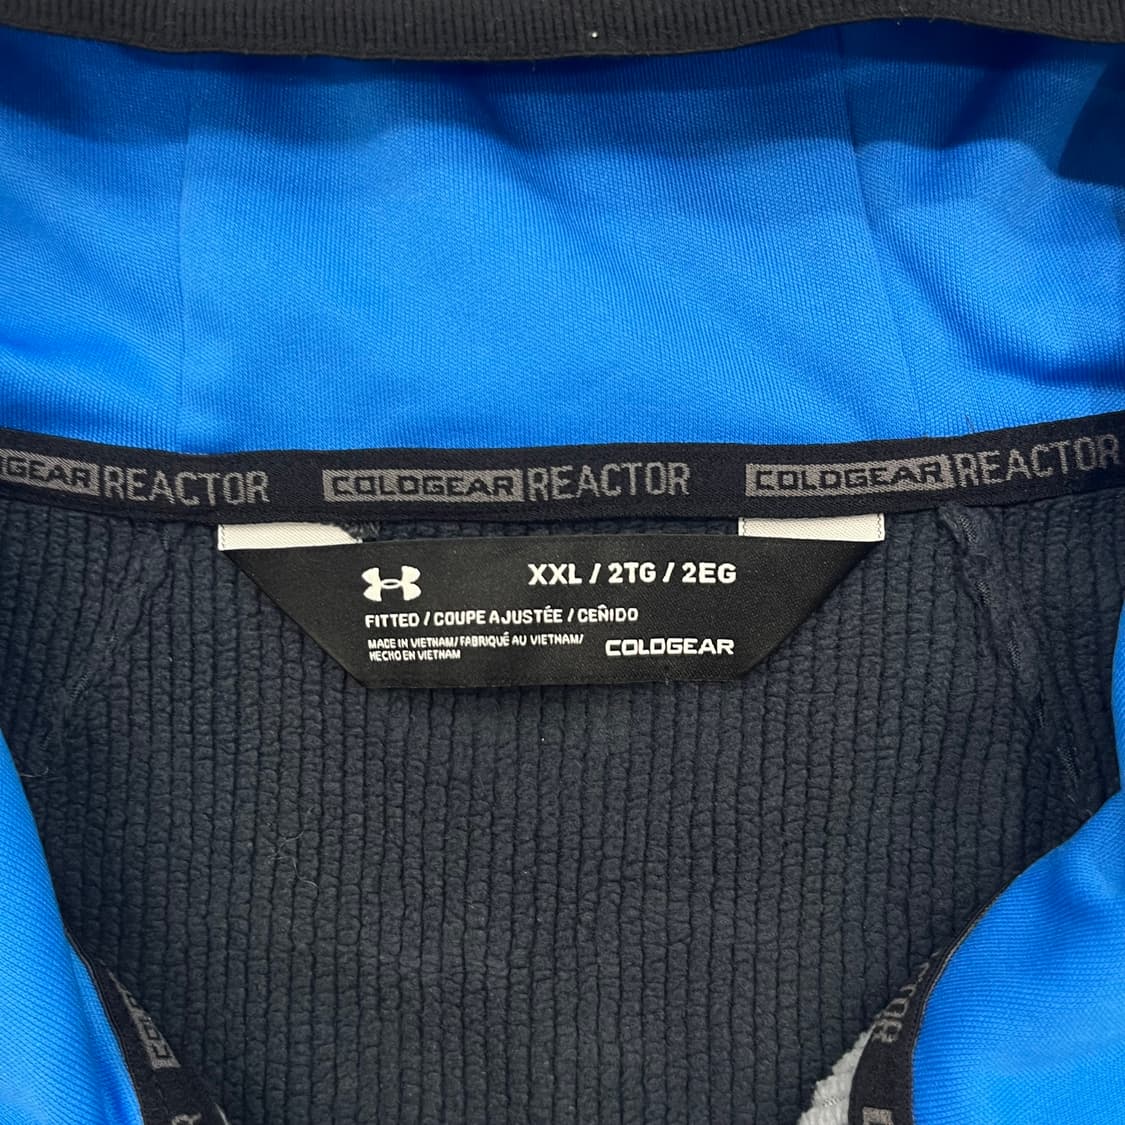 GEAR REACTOR COLDGEAR REACTOR COLDGEAR REACTOR
XXL / 2TG / 2EG
FITTED / COUPE AJUSTÉE / CEÑIDO
MADE IN VIETNAM/ FABRIQUÉ AU VIETNAM/
HECHO EN VIETNAM
COLDGEAR